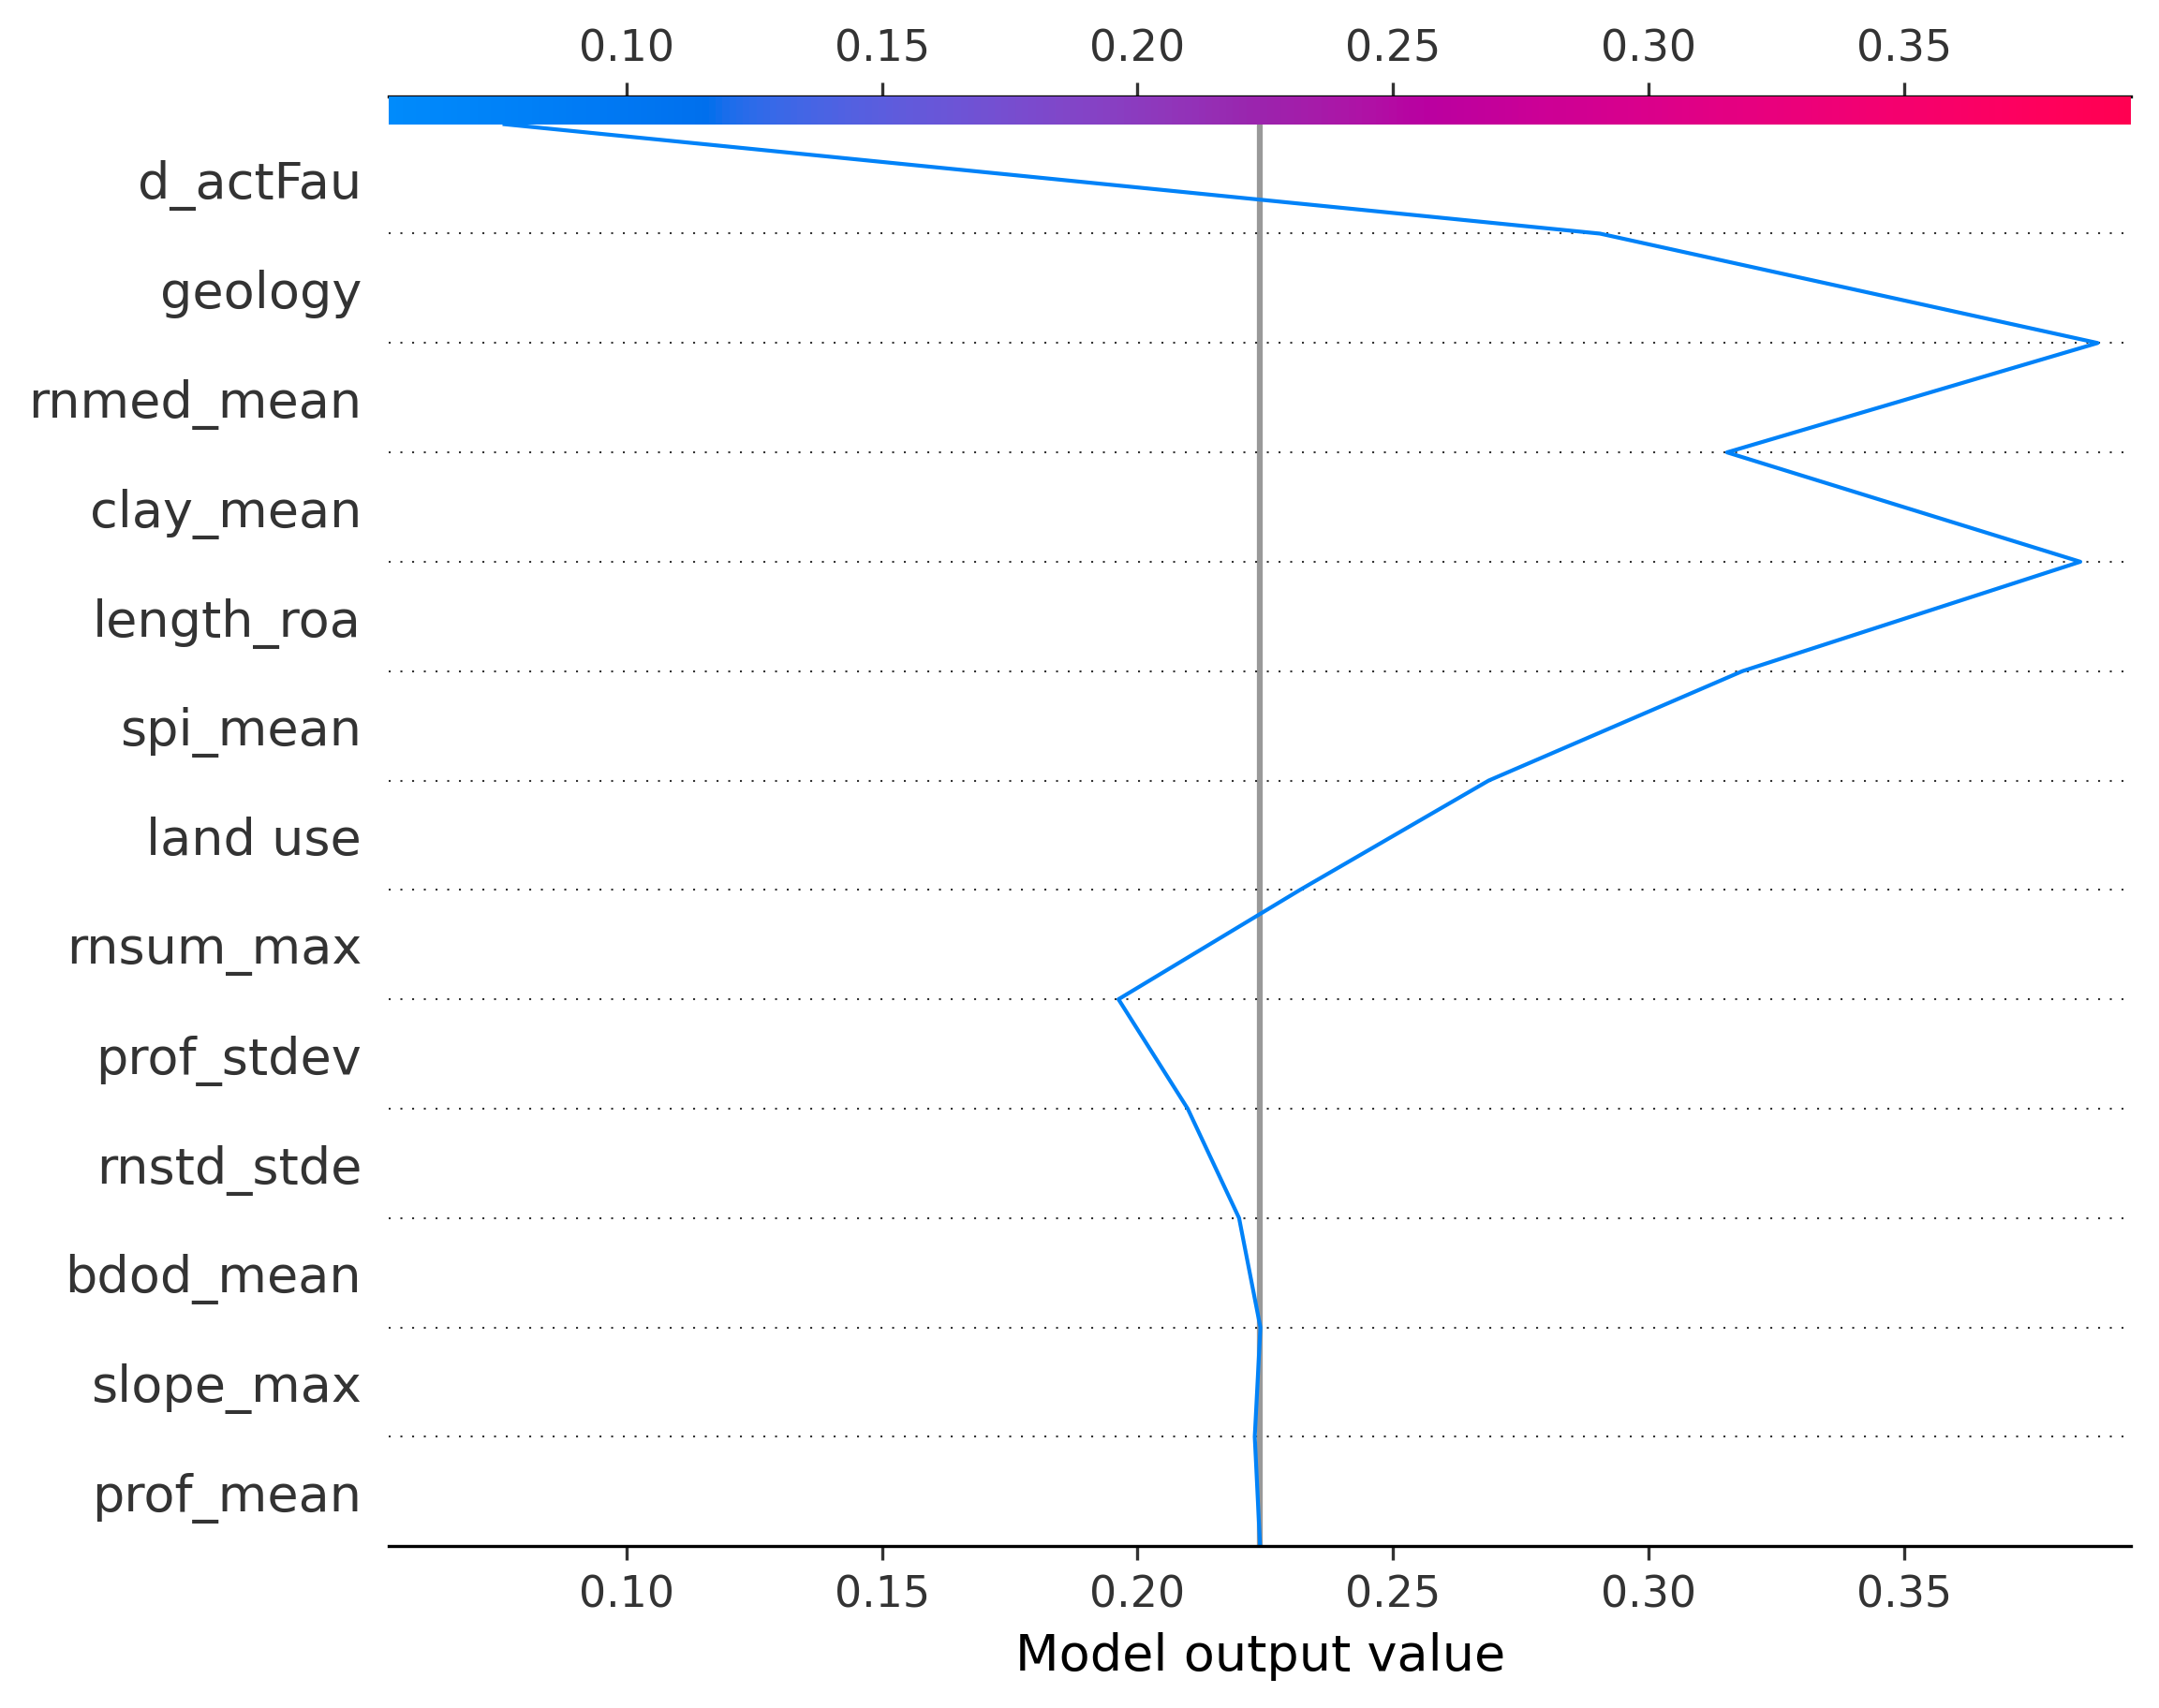 0.10 0.15 0.20 0.25 0.30 0.35
d_actFau
geology
rnmed_mean
clay_mean
length_roa
spi_mean
land use
rnsum_max
prof_stdev
rnstd_stde
bdod_mean
slope_max
prof_mean
0.10 0.15 0.20 0.25 0.30 0.35
Model output value